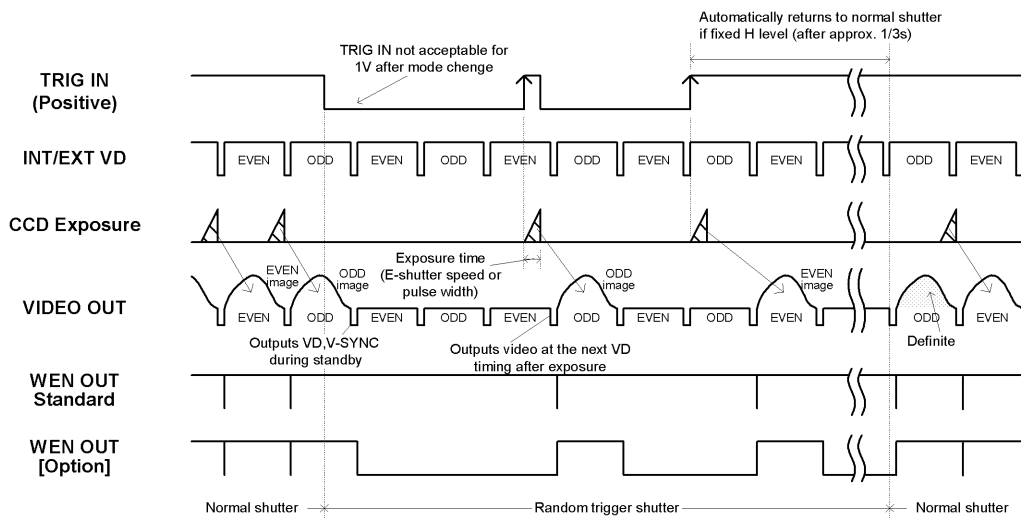 Automatically returns to normal shutter
if fixed H level (after approx. 1/3s)
TRIG IN not acceptable for
1V after mode chenge
TRIG IN
(Positive)
INT/EXT VD
EVEN ODD EVEN ODD EVEN ODD EVEN ODD EVEN ODD EVEN
CCD Exposure
Exposure time
(E-shutter speed or
pulse width)
EVEN
image
ODD
image
ODD
image
EVEN
image
VIDEO OUT
EVEN ODD EVEN ODD EVEN ODD EVEN ODD EVEN ODD EVEN
Outputs VD,V-SYNC
during standby
Outputs video at the next VD
timing after exposure
Definite
WEN OUT
Standard
WEN OUT
[Option]
Normal shutter
Random trigger shutter
Normal shutter